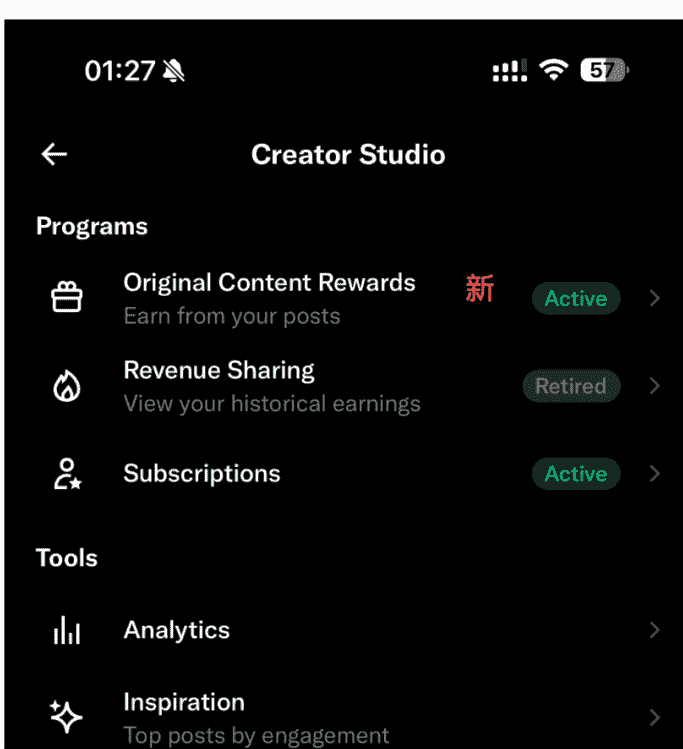 01:27
57
Creator Studio
Programs
Original Content Rewards
新
Active
Earn from your posts
Revenue Sharing
Retired
View your historical earnings
Subscriptions
Active
Tools
Analytics
Inspiration
Top posts by engagement